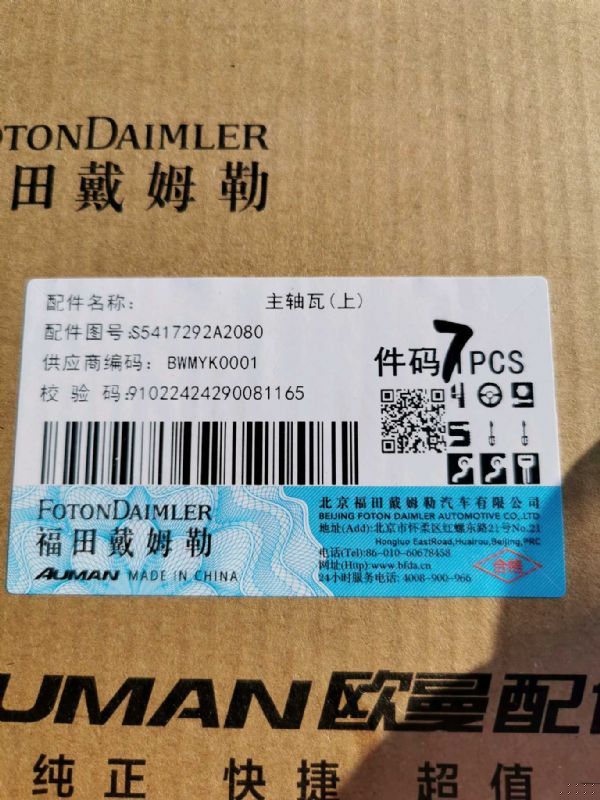 FOTONDAIMLER
福田戴姆勒
配件名称: 主轴瓦(上)
配件图号:S5417292A2080
供应商编码: BWMYK0001
件码 7 PCS
校 验 码:91022424290081165
FOTONDAIMLER
福田戴姆勒
AUMAN MADE IN CHINA
北京福田戴姆勒汽车有限公司
BEIJING FOTON DAIMLER AUTOMOTIVE CO.,LTD
地址(Add):北京市怀柔区红螺东路21号No.21
Hongluo EastRoad,Huairou,Beijing,PRC
电话(Tel):86-010-60678458
网址(Http):www.bfda.cn
24小时服务电话: 4008-900-966
合格
AUMAN 欧曼配
纯正 快捷 超值